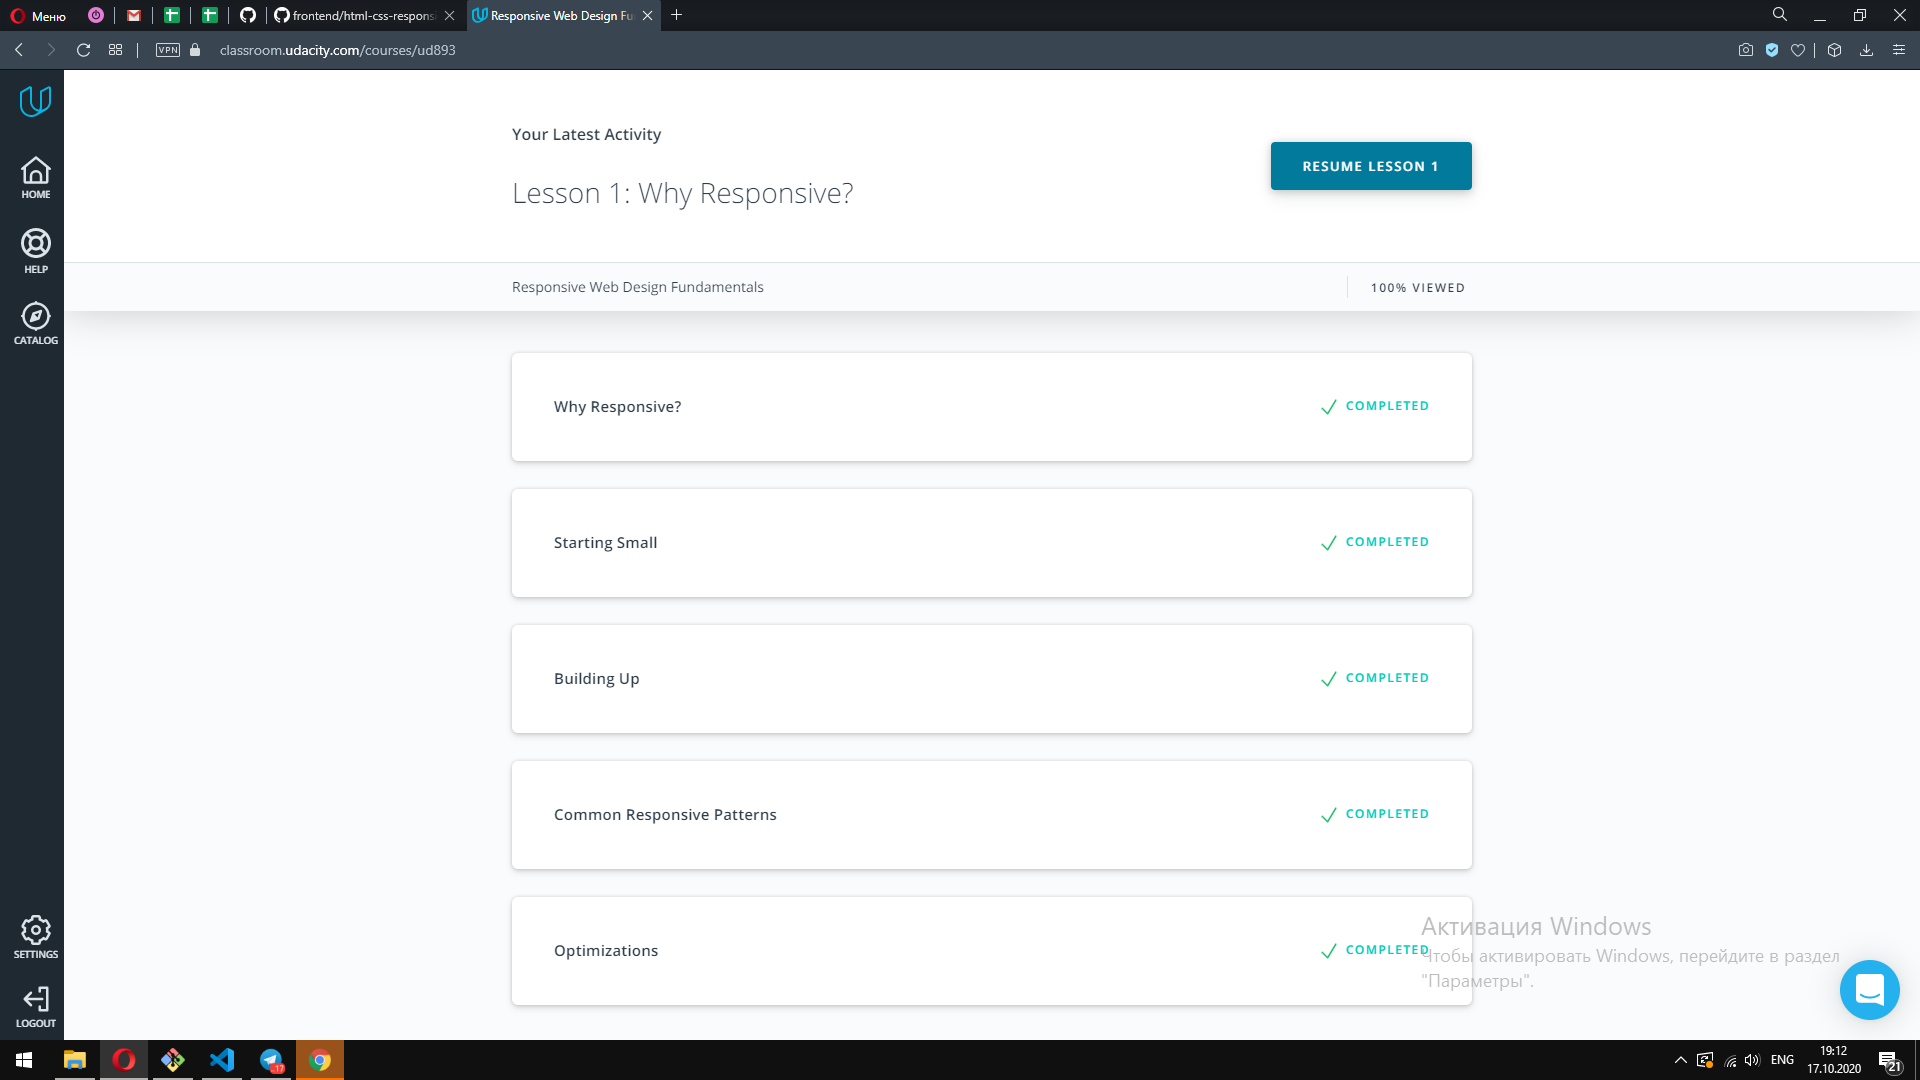 Меню
frontend/html-css-respons
Responsive Web Design Fu
VPN
classroom.udacity.com/courses/ud893
HOME
HELP
CATALOG
SETTINGS
LOGOUT
Your Latest Activity
Lesson 1: Why Responsive?
RESUME LESSON 1
Responsive Web Design Fundamentals
100% VIEWED
Why Responsive?
COMPLETED
Starting Small
COMPLETED
Building Up
COMPLETED
Common Responsive Patterns
COMPLETED
Optimizations
COMPLETED
Активация Windows
Чтобы активировать Windows, перейдите в раздел
"Параметры".
17
ENG
19:12
17.10.2020
21